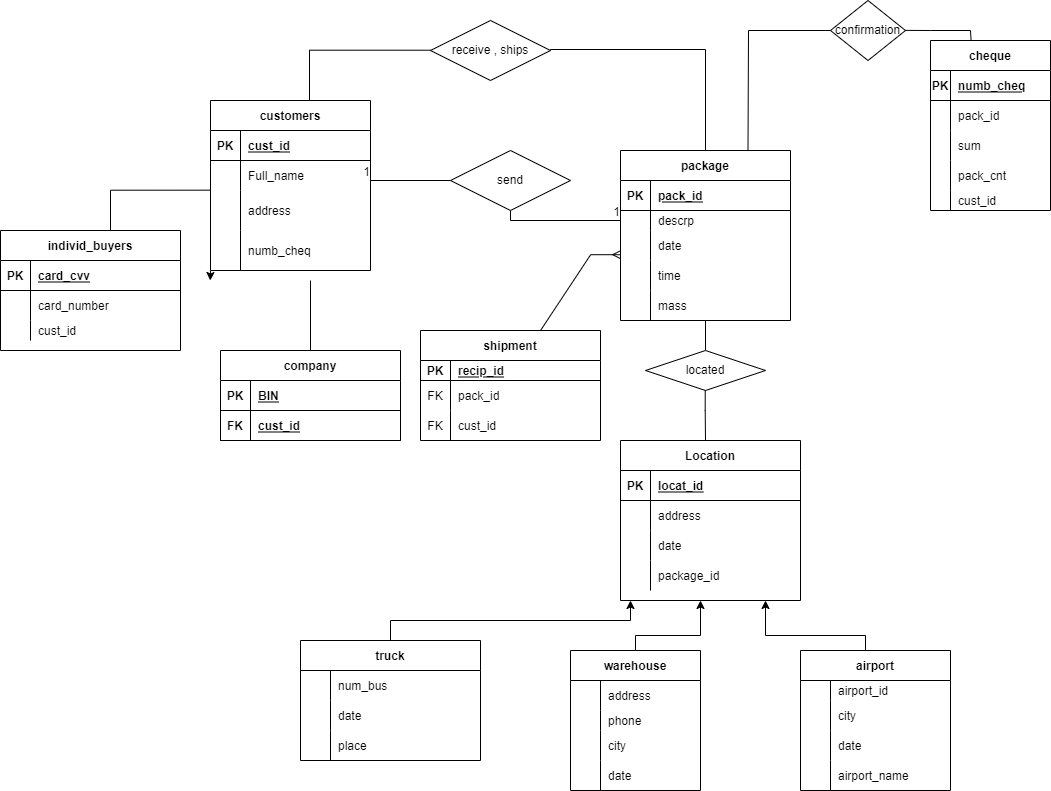 confirmation
receive , ships
cheque
PK numb_cheq
pack_id
sum
pack_cnt
cust_id
customers
PK cust_id
Full_name
address
numb_cheq
1
send
1
package
PK pack_id
descrp
date
time
mass
individ_buyers
PK card_cvv
card_number
cust_id
company
PK BIN
FK cust_id
shipment
PK recip_id
FK pack_id
FK cust_id
located
Location
PK locat_id
address
date
package_id
truck
num_bus
date
place
warehouse
address
phone
city
date
airport
airport_id
city
date
airport_name